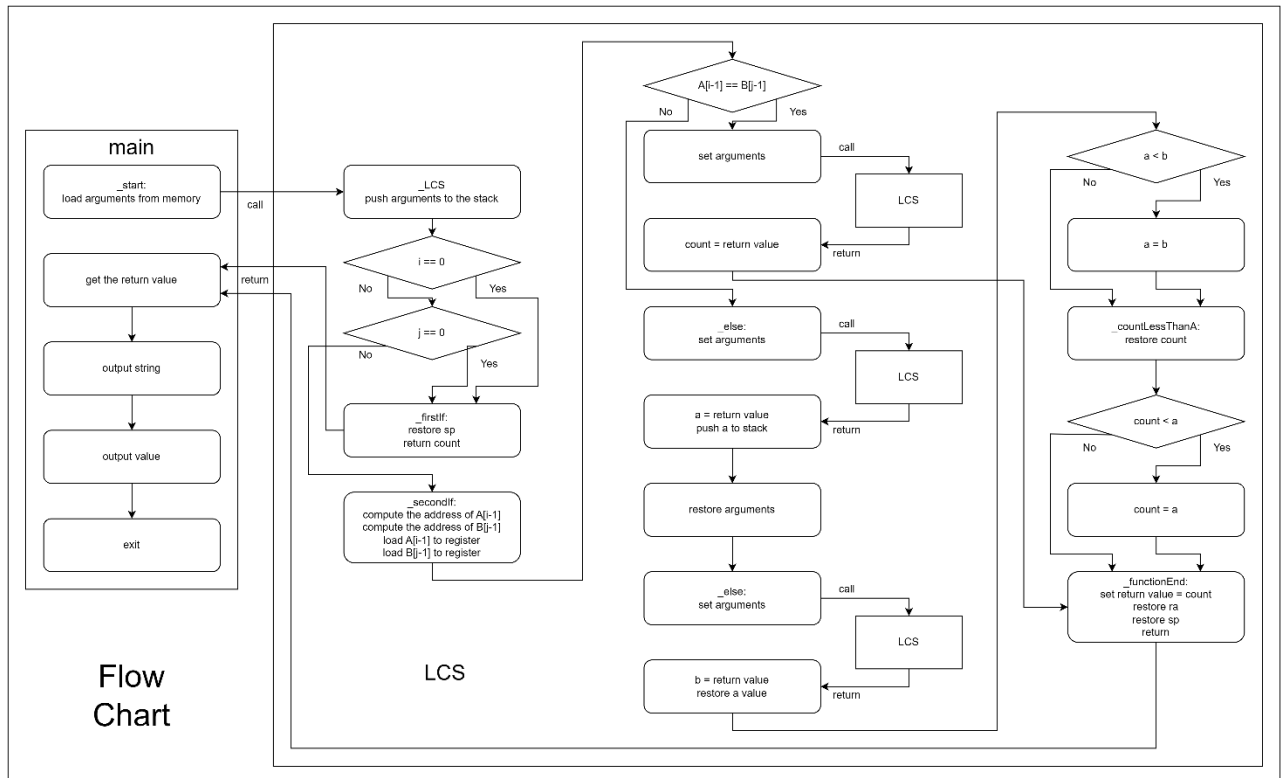 main
_start:
load arguments from memory
call
get the return value
return
output string
output value
exit
Flow
Chart
_LCS
push arguments to the stack
i == 0
No
Yes
j == 0
No
Yes
_firstIf:
restore sp
return count
_secondIf:
compute the address of A[i-1]
compute the address of B[j-1]
load A[i-1] to register
load B[j-1] to register
LCS
A[i-1] == B[j-1]
No
Yes
set arguments
call
LCS
count = return value
return
_else:
set arguments
call
LCS
a = return value
push a to stack
return
restore arguments
_else:
set arguments
call
LCS
b = return value
restore a value
return
a < b
No
Yes
a = b
_countLessThanA:
restore count
count < a
No
Yes
count = a
_functionEnd:
set return value = count
restore ra
restore sp
return